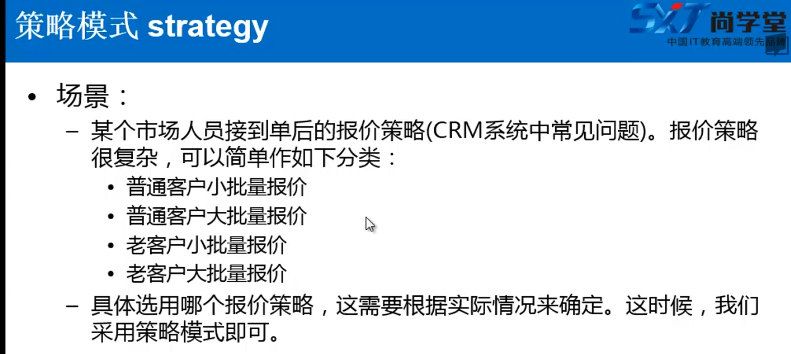 策略模式 strategy
SXT 尚学堂
中国IT教育高端领先品牌
• 场景：
– 某个市场人员接到单后的报价策略(CRM系统中常见问题)。报价策略
很复杂，可以简单作如下分类：
• 普通客户小批量报价
• 普通客户大批量报价
• 老客户小批量报价
• 老客户大批量报价
– 具体选用哪个报价策略，这需要根据实际情况来确定。这时候，我们
采用策略模式即可。